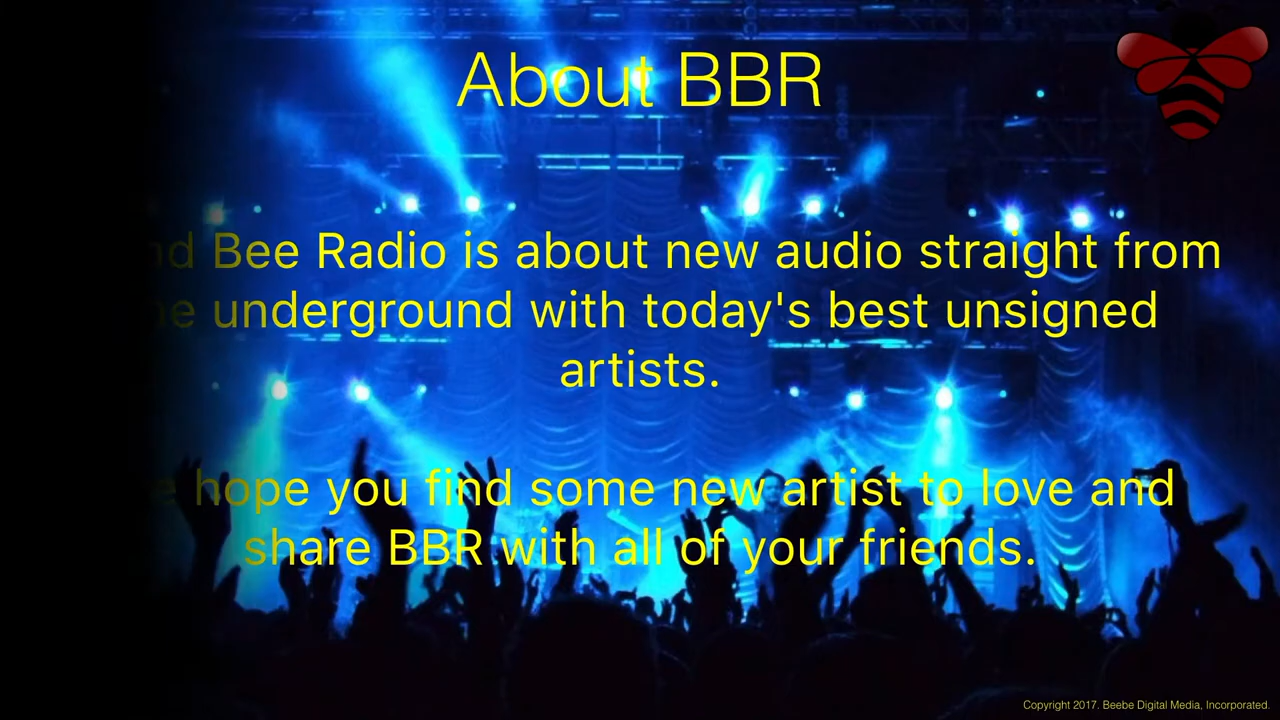 About BBR
Bee Radio is about new audio straight from
underground with today's best unsigned
artists.
hope you find some new artist to love and
share BBR with all of your friends.
Copyright 2017. Beebe Digital Media, Incorporated.